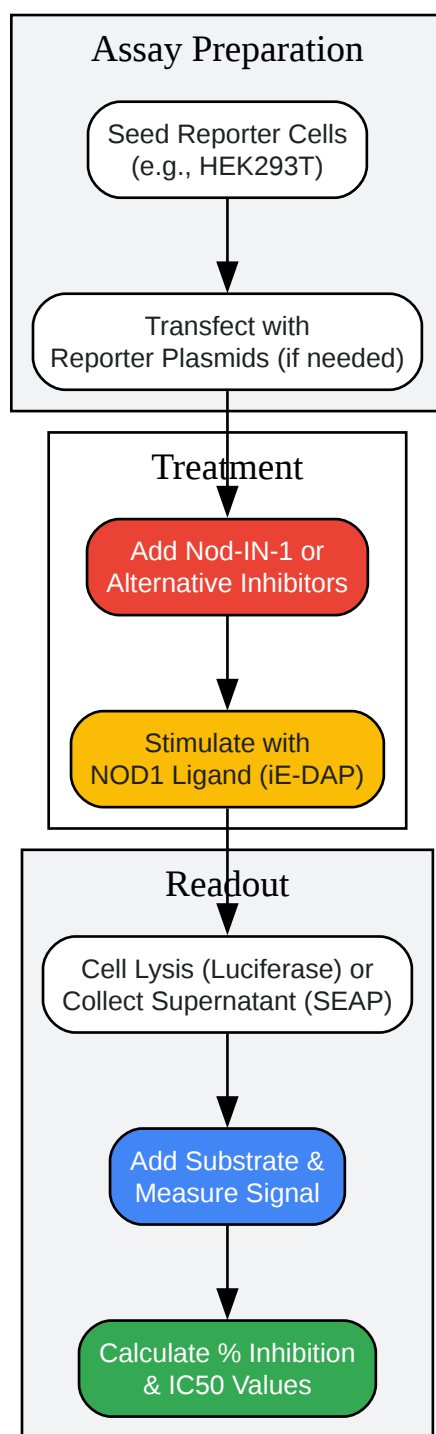 Assay Preparation
Seed Reporter Cells
(e.g., HEK293T)
Transfect with
Reporter Plasmids (if needed)
Treatment
Add Nod-IN-1 or
Alternative Inhibitors
Stimulate with
NOD1 Ligand (iE-DAP)
Readout
Cell Lysis (Luciferase) or
Collect Supernatant (SEAP)
Add Substrate &
Measure Signal
Calculate % Inhibition
& IC50 Values